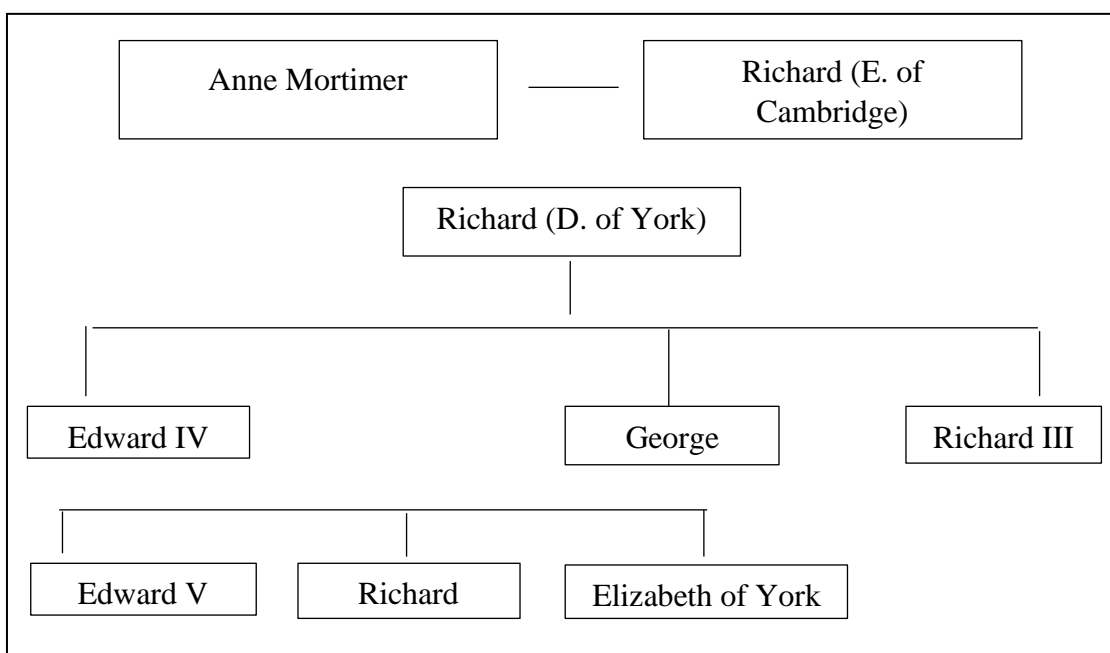 Anne Mortimer
Richard (E. of
Cambridge)
Richard (D. of York)
Edward IV
George
Richard III
Edward V
Richard
Elizabeth of York